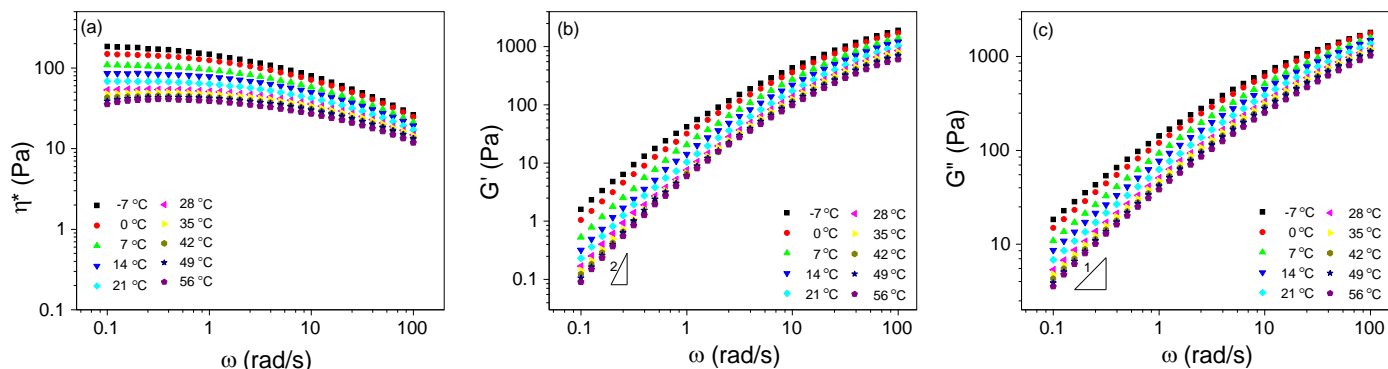 (a)
100
10
1
0.1
η* (Pa)
-7 °C
0 °C
7 °C
14 °C
21 °C
28 °C
35 °C
42 °C
49 °C
56 °C
0.1 1 10 100
ω (rad/s)
(b)
1000
100
10
1
0.1
G' (Pa)
2
-7 °C
0 °C
7 °C
14 °C
21 °C
28 °C
35 °C
42 °C
49 °C
56 °C
0.1 1 10 100
ω (rad/s)
(c)
1000
100
10
G'' (Pa)
1
-7 °C
0 °C
7 °C
14 °C
21 °C
28 °C
35 °C
42 °C
49 °C
56 °C
0.1 1 10 100
ω (rad/s)